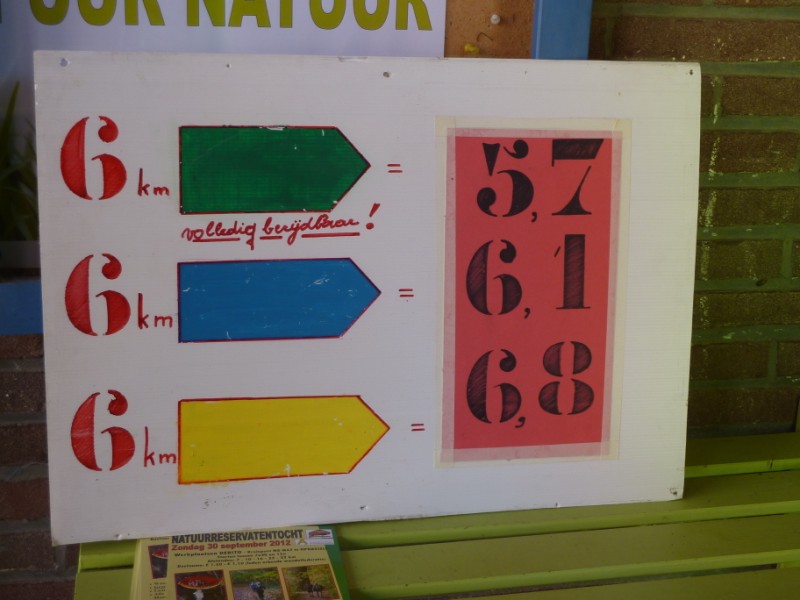 OOR NATUUR
6 km = 5,7
volledig berijdbaar!
6 km = 6,1
6 km = 6,8
NATUURRESERVATENTOCHT
Zondag 30 september 2012